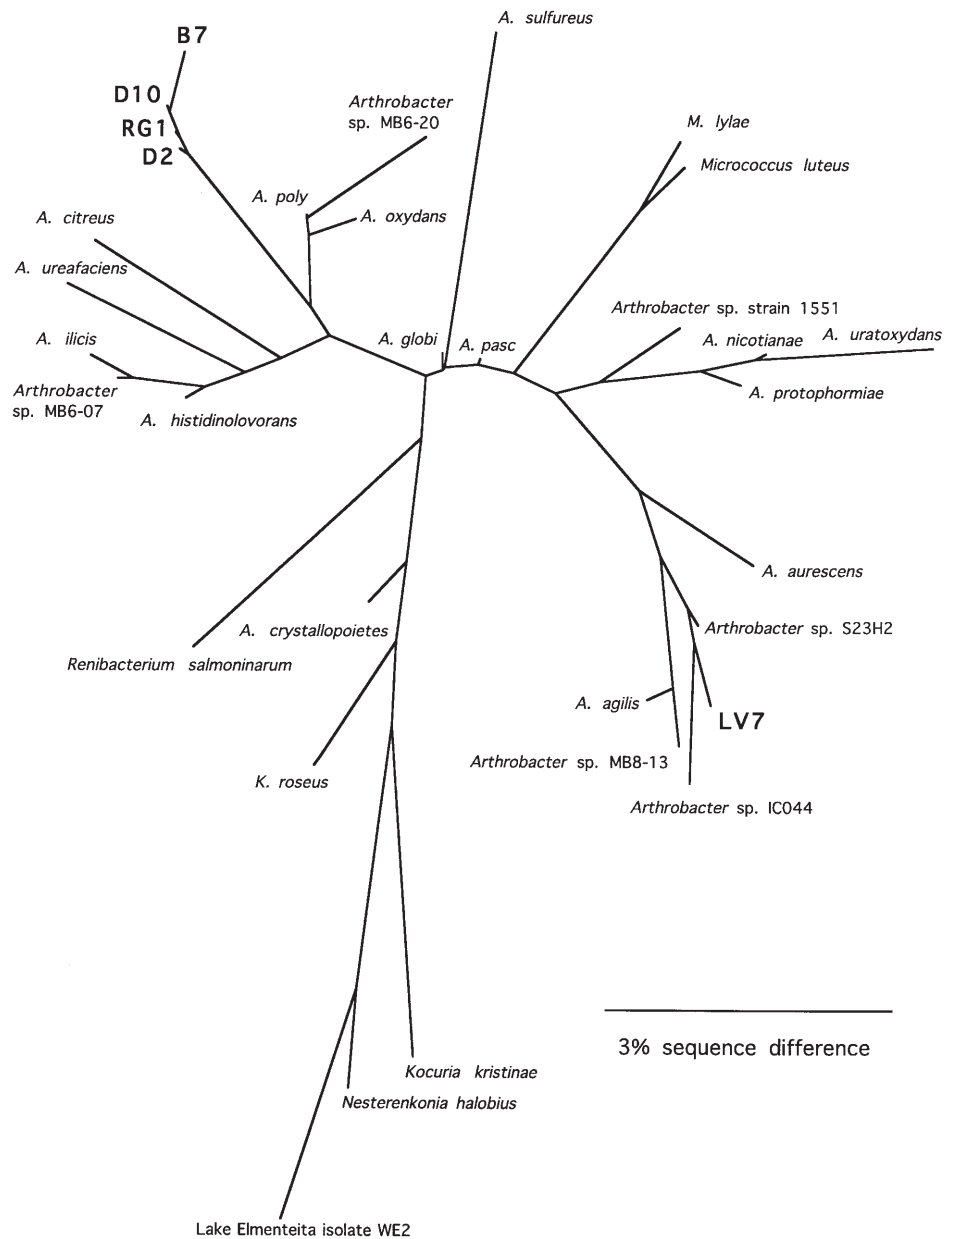 A. sulfureus
B7
D10
Arthrobacter
sp. MB6-20
RG1
M. lylae
D2
Micrococcus luteus
A. poly
A. citreus
A. oxydans
A. ureafaciens
Arthrobacter sp. strain 1551
A. ilicis
A. globi
A. pasc
A. nicotianae
A. uratoxydans
Arthrobacter
sp. MB6-07
A. protophormiae
A. histidinolovorans
A. aurescens
A. crystallopoietes
Arthrobacter sp. S23H2
Renibacterium salmoninarum
A. agilis
LV7
Arthrobacter sp. MB8-13
K. roseus
Arthrobacter sp. IC044
3% sequence difference
Kocuria kristinae
Nesterenkonia halobius
Lake Elmenteita isolate WE2